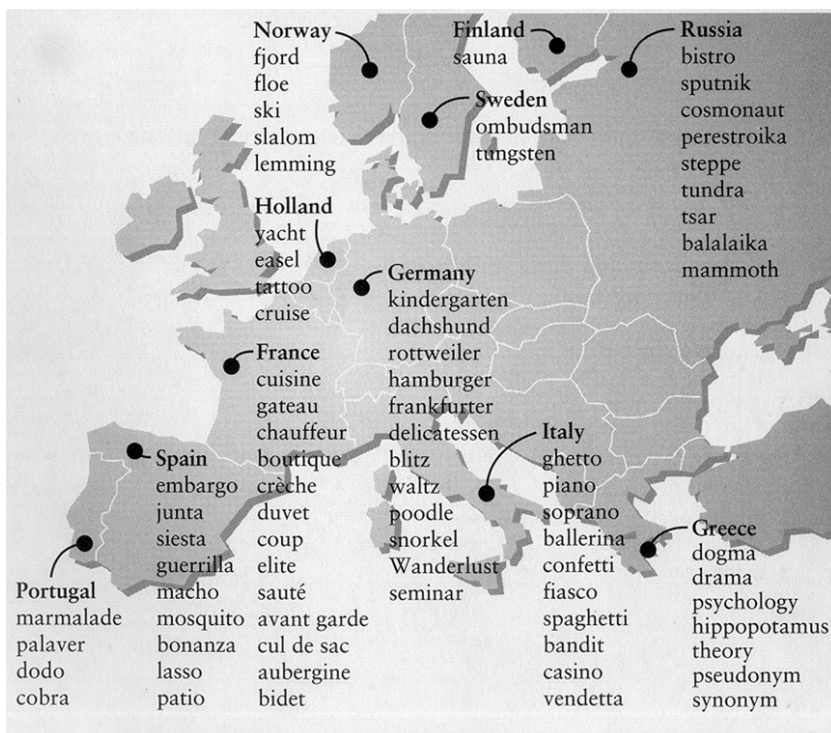 Norway
fjord
floe
ski
slalom
lemming
Finland
sauna
Sweden
ombudsman
tungsten
Russia
bistro
sputnik
cosmonaut
perestroika
steppe
tundra
tsar
balalaika
mammoth
Holland
yacht
easel
tattoo
cruise
Germany
kindergarten
dachshund
rottweiler
hamburger
frankfurter
delicatessen
blitz
waltz
poodle
snorkel
Wanderlust
seminar
France
cuisine
gateau
chauffeur
boutique
crèche
duvet
coup
elite
sauté
avant garde
cul de sac
aubergine
bidet
Spain
embargo
junta
siesta
guerrilla
macho
mosquito
bonanza
lasso
patio
Portugal
marmalade
palaver
dodo
cobra
Italy
ghetto
piano
soprano
ballerina
confetti
fiasco
spaghetti
bandit
casino
vendetta
Greece
dogma
drama
psychology
hippopotamus
theory
pseudonym
synonym